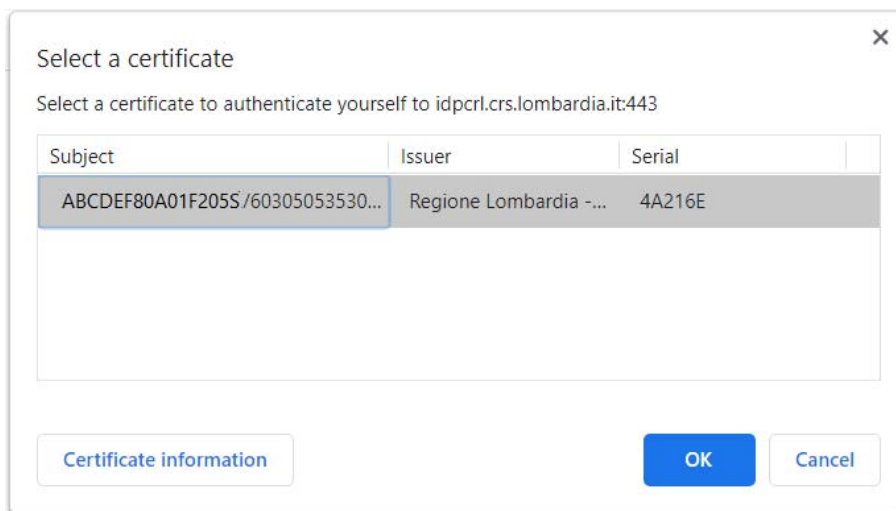 Select a certificate
Select a certificate to authenticate yourself to idpcrl.crs.lombardia.it:443
Subject Issuer Serial
ABCDEF80A01F205S/60305053530... Regione Lombardia -... 4A216E
Certificate information OK Cancel